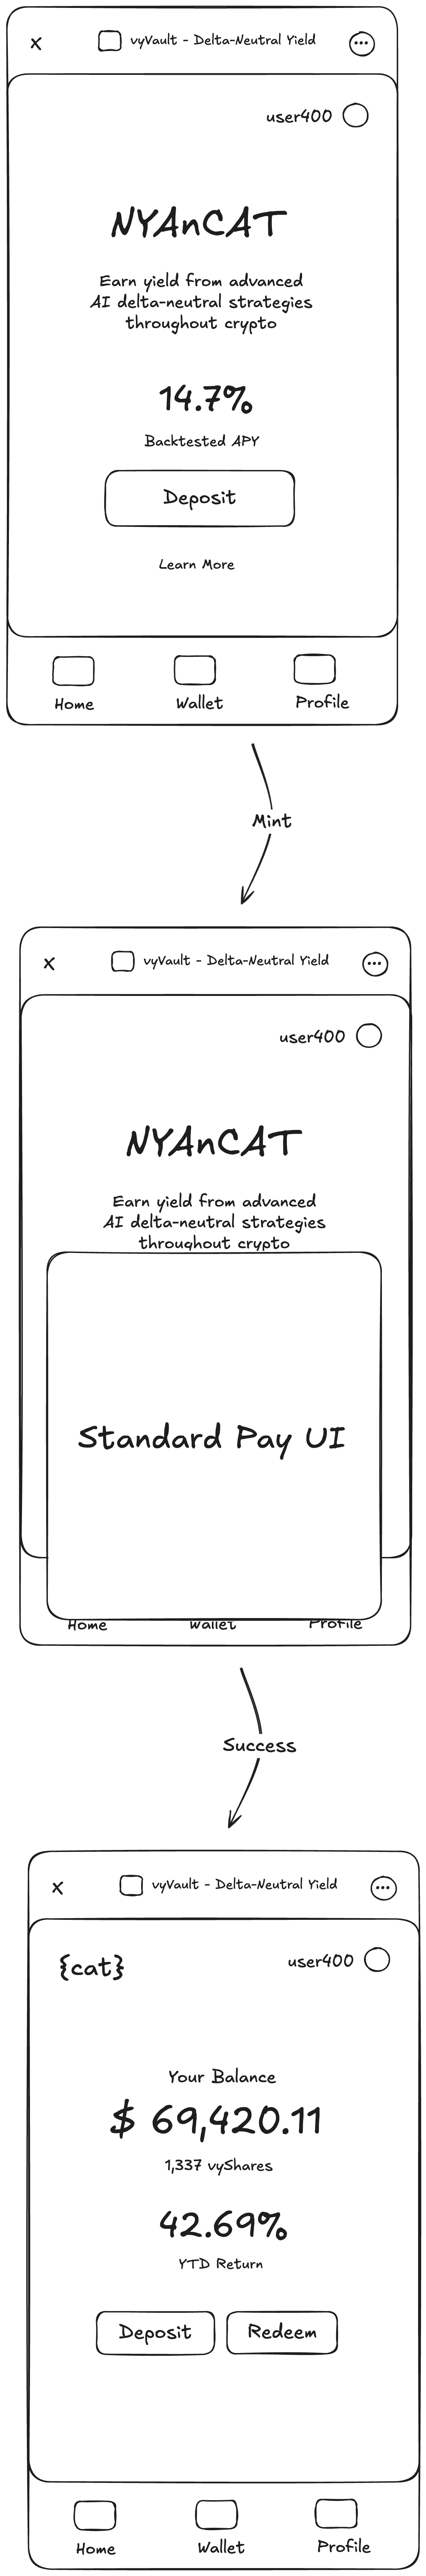 x vyVault - Delta-Neutral Yield
user400
NYAnCAT
Earn yield from advanced
AI delta-neutral strategies
throughout crypto
14.7%
Backtested APY
Deposit
Learn More
Home Wallet Profile
Mint
x vyVault - Delta-Neutral Yield
user400
NYAnCAT
Earn yield from advanced
AI delta-neutral strategies
throughout crypto
Standard Pay UI
Home Wallet Profile
Success
x vyVault - Delta-Neutral Yield
{cat} user400
Your Balance
$ 69,420.11
1,337 vyShares
42.69%
YTD Return
Deposit Redeem
Home Wallet Profile